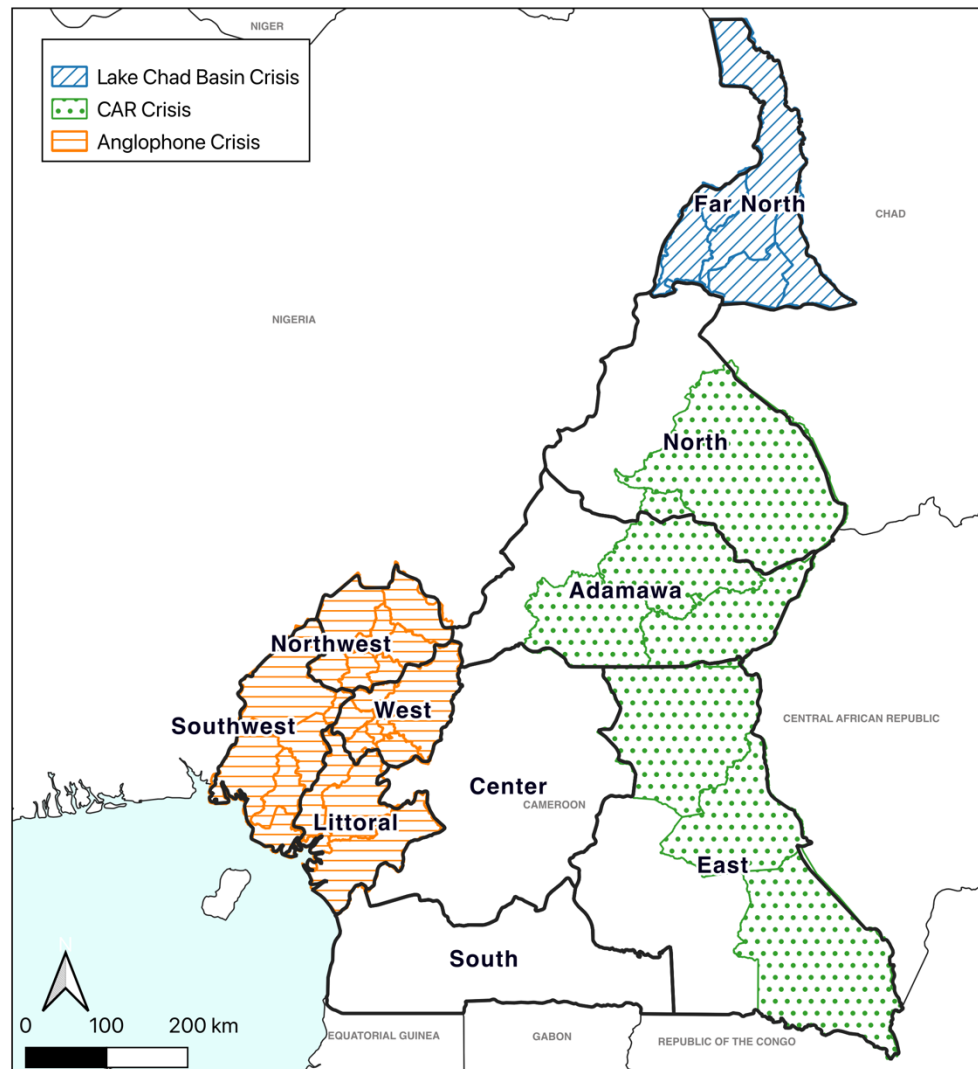 NIGER
Lake Chad Basin Crisis
CAR Crisis
Anglophone Crisis
Far North
CHAD
NIGERIA
North
Adamawa
Northwest
West
Southwest
CENTRAL AFRICAN REPUBLIC
Center
CAMEROON
Littoral
East
N
South
0 100 200 km
EQUATORIAL GUINEA
GABON
REPUBLIC OF THE CONGO